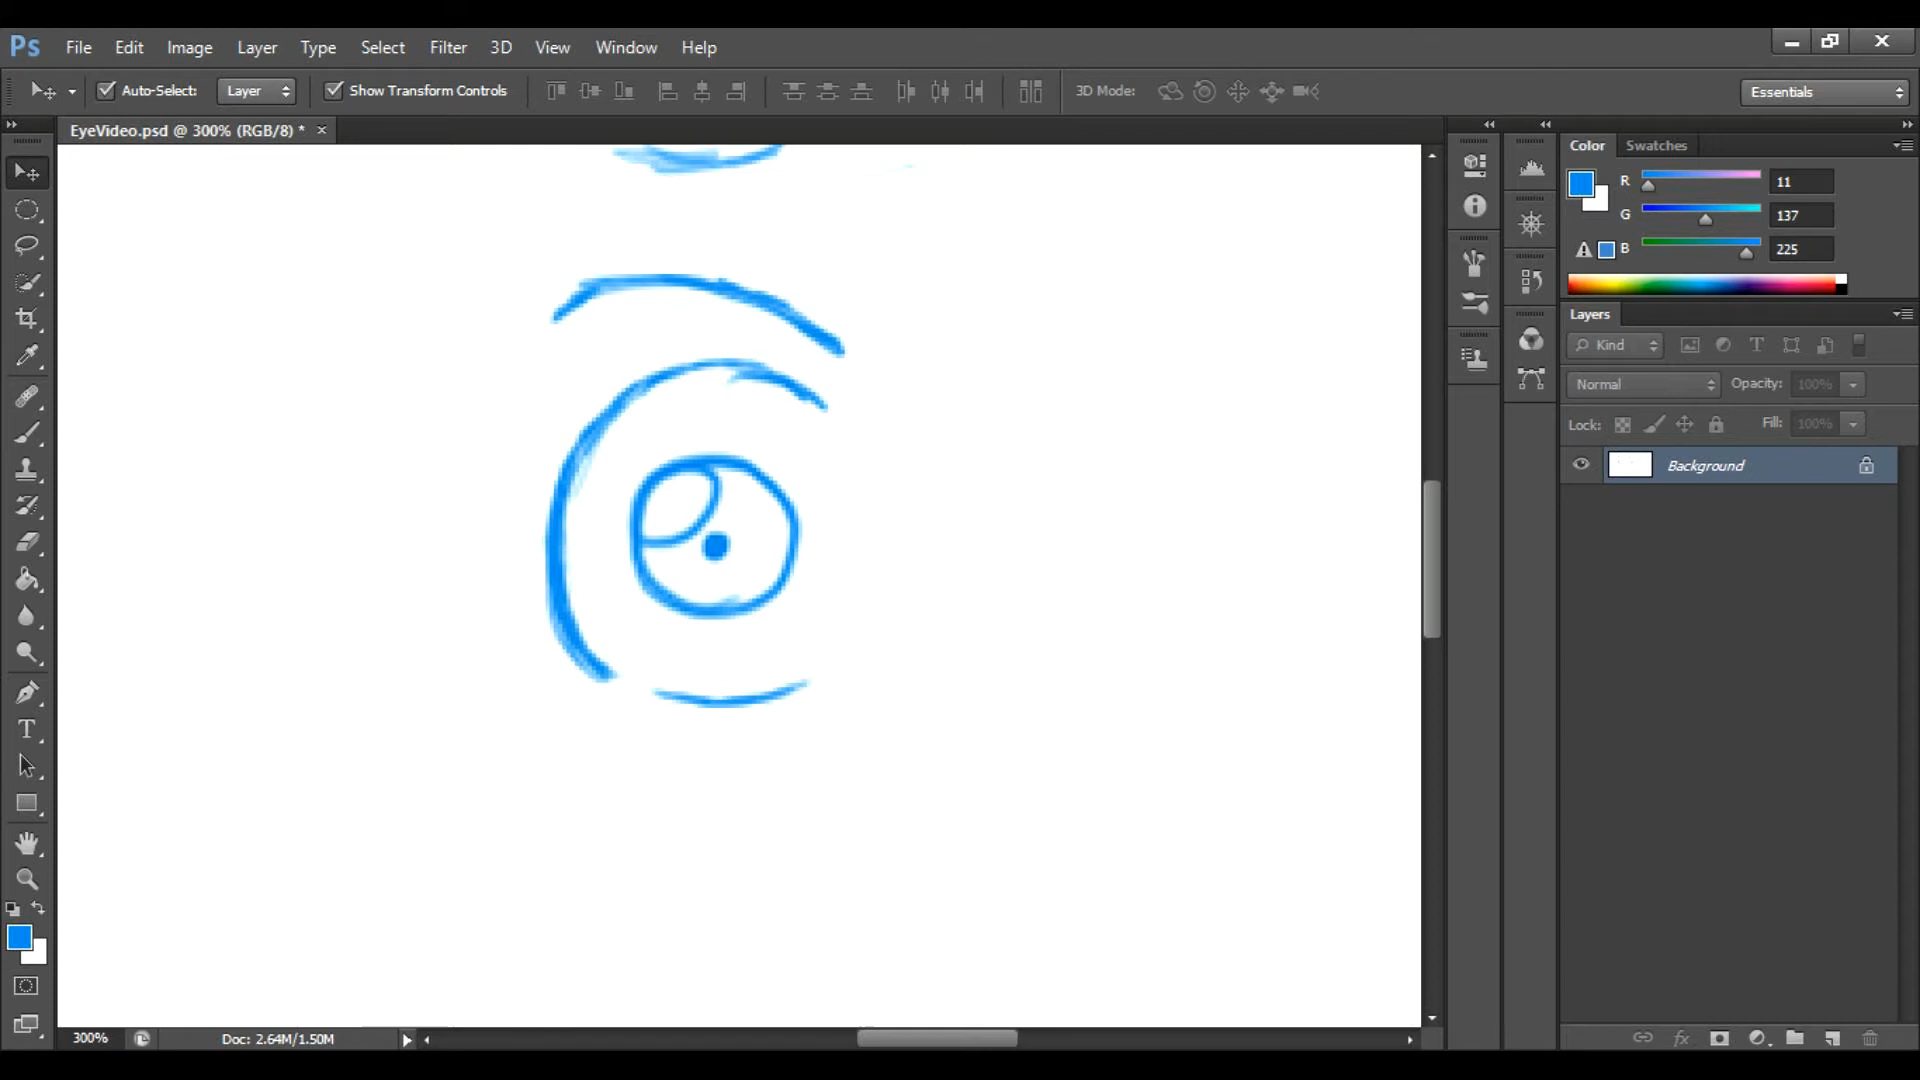 Ps File Edit Image Layer Type Select Filter 3D View Window Help
Auto-Select: Layer Show Transform Controls 3D Mode: Essentials
EyeVideo.psd @ 300% (RGB/8) * ×
Color Swatches
R 11
G 137
B 225
Layers
Kind
Normal Opacity: 100%
Lock: Fill: 100%
Background
300% Doc: 2.64M/1.50M